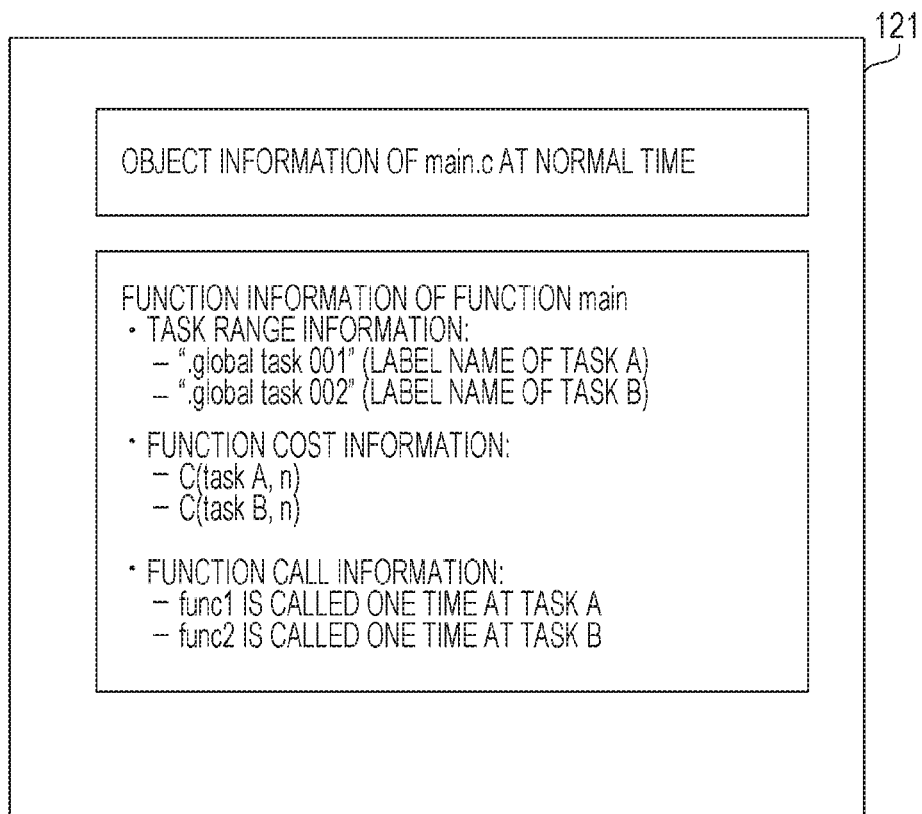 121
OBJECT INFORMATION OF main.c AT NORMAL TIME
FUNCTION INFORMATION OF FUNCTION main
・TASK RANGE INFORMATION:
– “.global task 001” (LABEL NAME OF TASK A)
– “.global task 002” (LABEL NAME OF TASK B)
・FUNCTION COST INFORMATION:
– C(task A, n)
– C(task B, n)
・FUNCTION CALL INFORMATION:
– func1 IS CALLED ONE TIME AT TASK A
– func2 IS CALLED ONE TIME AT TASK B